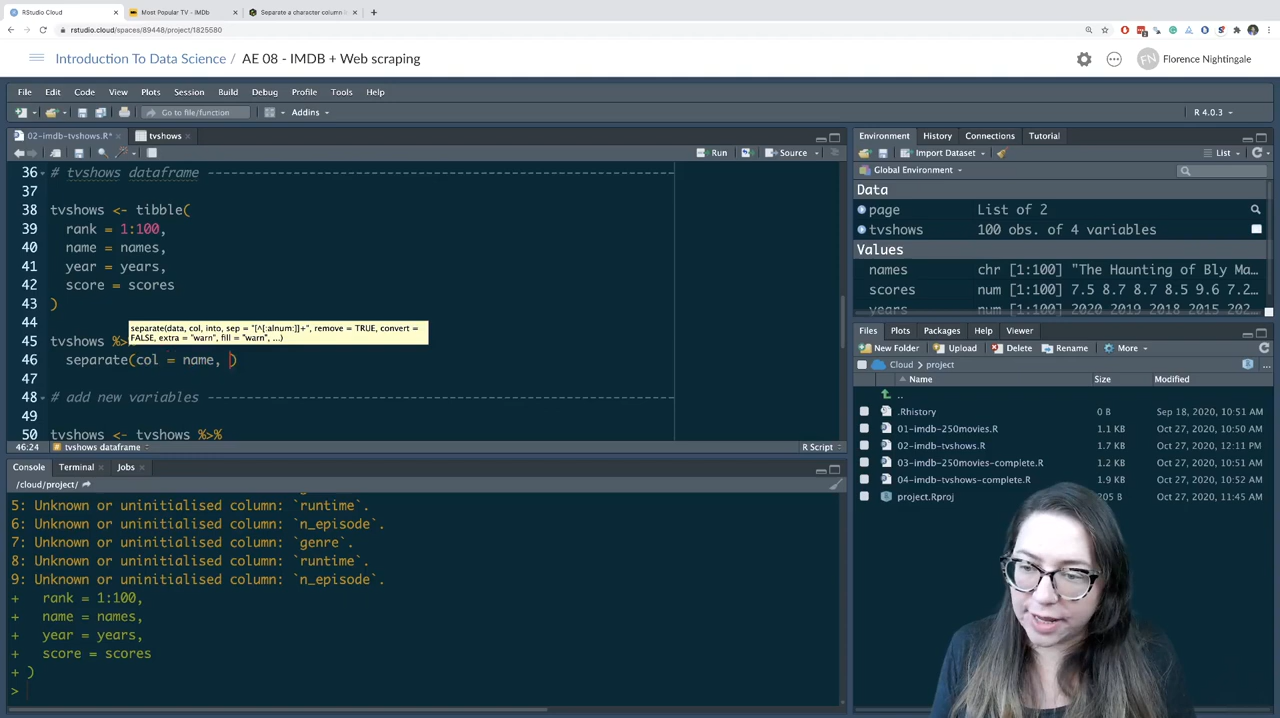 RStudio Cloud
Most Popular TV - IMDb
Separate a character column i
rstudio.cloud/spaces/89448/project/1825580
Introduction To Data Science / AE 08 - IMDB + Web scraping
FN Florence Nightingale
File Edit Code View Plots Session Build Debug Profile Tools Help
Go to file/function Addins R 4.0.3
02-imdb-tvshows.R* tvshows
Run Source
36 # tvshows dataframe ---------------------------------------------------------------
37
38 tvshows <- tibble(
39 rank = 1:100,
40 name = names,
41 year = years,
42 score = scores
43 )
44
separate(data, col, into, sep = "[^[:alnum:]]+", remove = TRUE, convert =
FALSE, extra = "warn", fill = "warn", ...)
45 tvshows %>
46 separate(col = name, )
47
48 # add new variables ---------------------------------------------------------------
49
50 tvshows <- tvshows %>%
46:24 tvshows dataframe R Script
Console Terminal Jobs
/cloud/project/
5: Unknown or uninitialised column: `runtime`.
6: Unknown or uninitialised column: `n_episode`.
7: Unknown or uninitialised column: `genre`.
8: Unknown or uninitialised column: `runtime`.
9: Unknown or uninitialised column: `n_episode`.
+ rank = 1:100,
+ name = names,
+ year = years,
+ score = scores
+ )
>
Environment History Connections Tutorial
Import Dataset List
Global Environment
Data
page List of 2
tvshows 100 obs. of 4 variables
Values
names chr [1:100] "The Haunting of Bly Ma…
scores num [1:100] 7.5 8.7 8.7 8.5 9.6 7.2…
years num [1:100] 2020 2019 2018 2015 202…
Files Plots Packages Help Viewer
New Folder Upload Delete Rename More
Cloud project
Name Size Modified
..
.Rhistory 0 B Sep 18, 2020, 10:51 AM
01-imdb-250movies.R 1.1 KB Oct 27, 2020, 10:50 AM
02-imdb-tvshows.R 1.7 KB Oct 27, 2020, 12:11 PM
03-imdb-250movies-complete.R 1.2 KB Oct 27, 2020, 10:51 AM
04-imdb-tvshows-complete.R 1.9 KB Oct 27, 2020, 10:52 AM
project.Rproj 205 B Oct 27, 2020, 11:45 AM